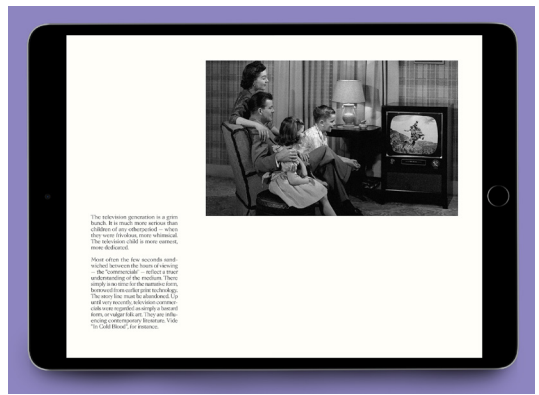 The television generation is a grim
bunch. It is much more serious than
children of any otherperiod — when
they were frivolous, more whimsical.
The television child is more earnest,
more dedicated.
Most often the few seconds sand-
wiched between the hours of viewing
— the "commercials" — reflect a truer
understanding of the medium. There
simply is no time for the narrative form,
borrowed from earlier print technology.
The story line must be abandoned. Up
until very recently, television commer-
cials were regarded as simply a bastard
form, or vulgar folk art. They are influ-
encing contemporary literature. Vide
"In Cold Blood", for instance.